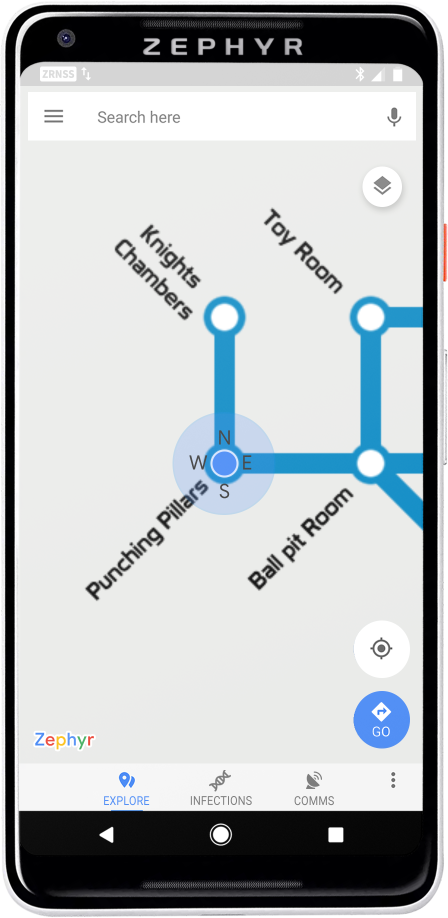 ZEPHYR
ZRNSS
Search here
Knights
Chambers
Toy Room
N
W E
S
Punching Pillars
Ball pit Room
GO
Zephyr
EXPLORE INFECTIONS COMMS